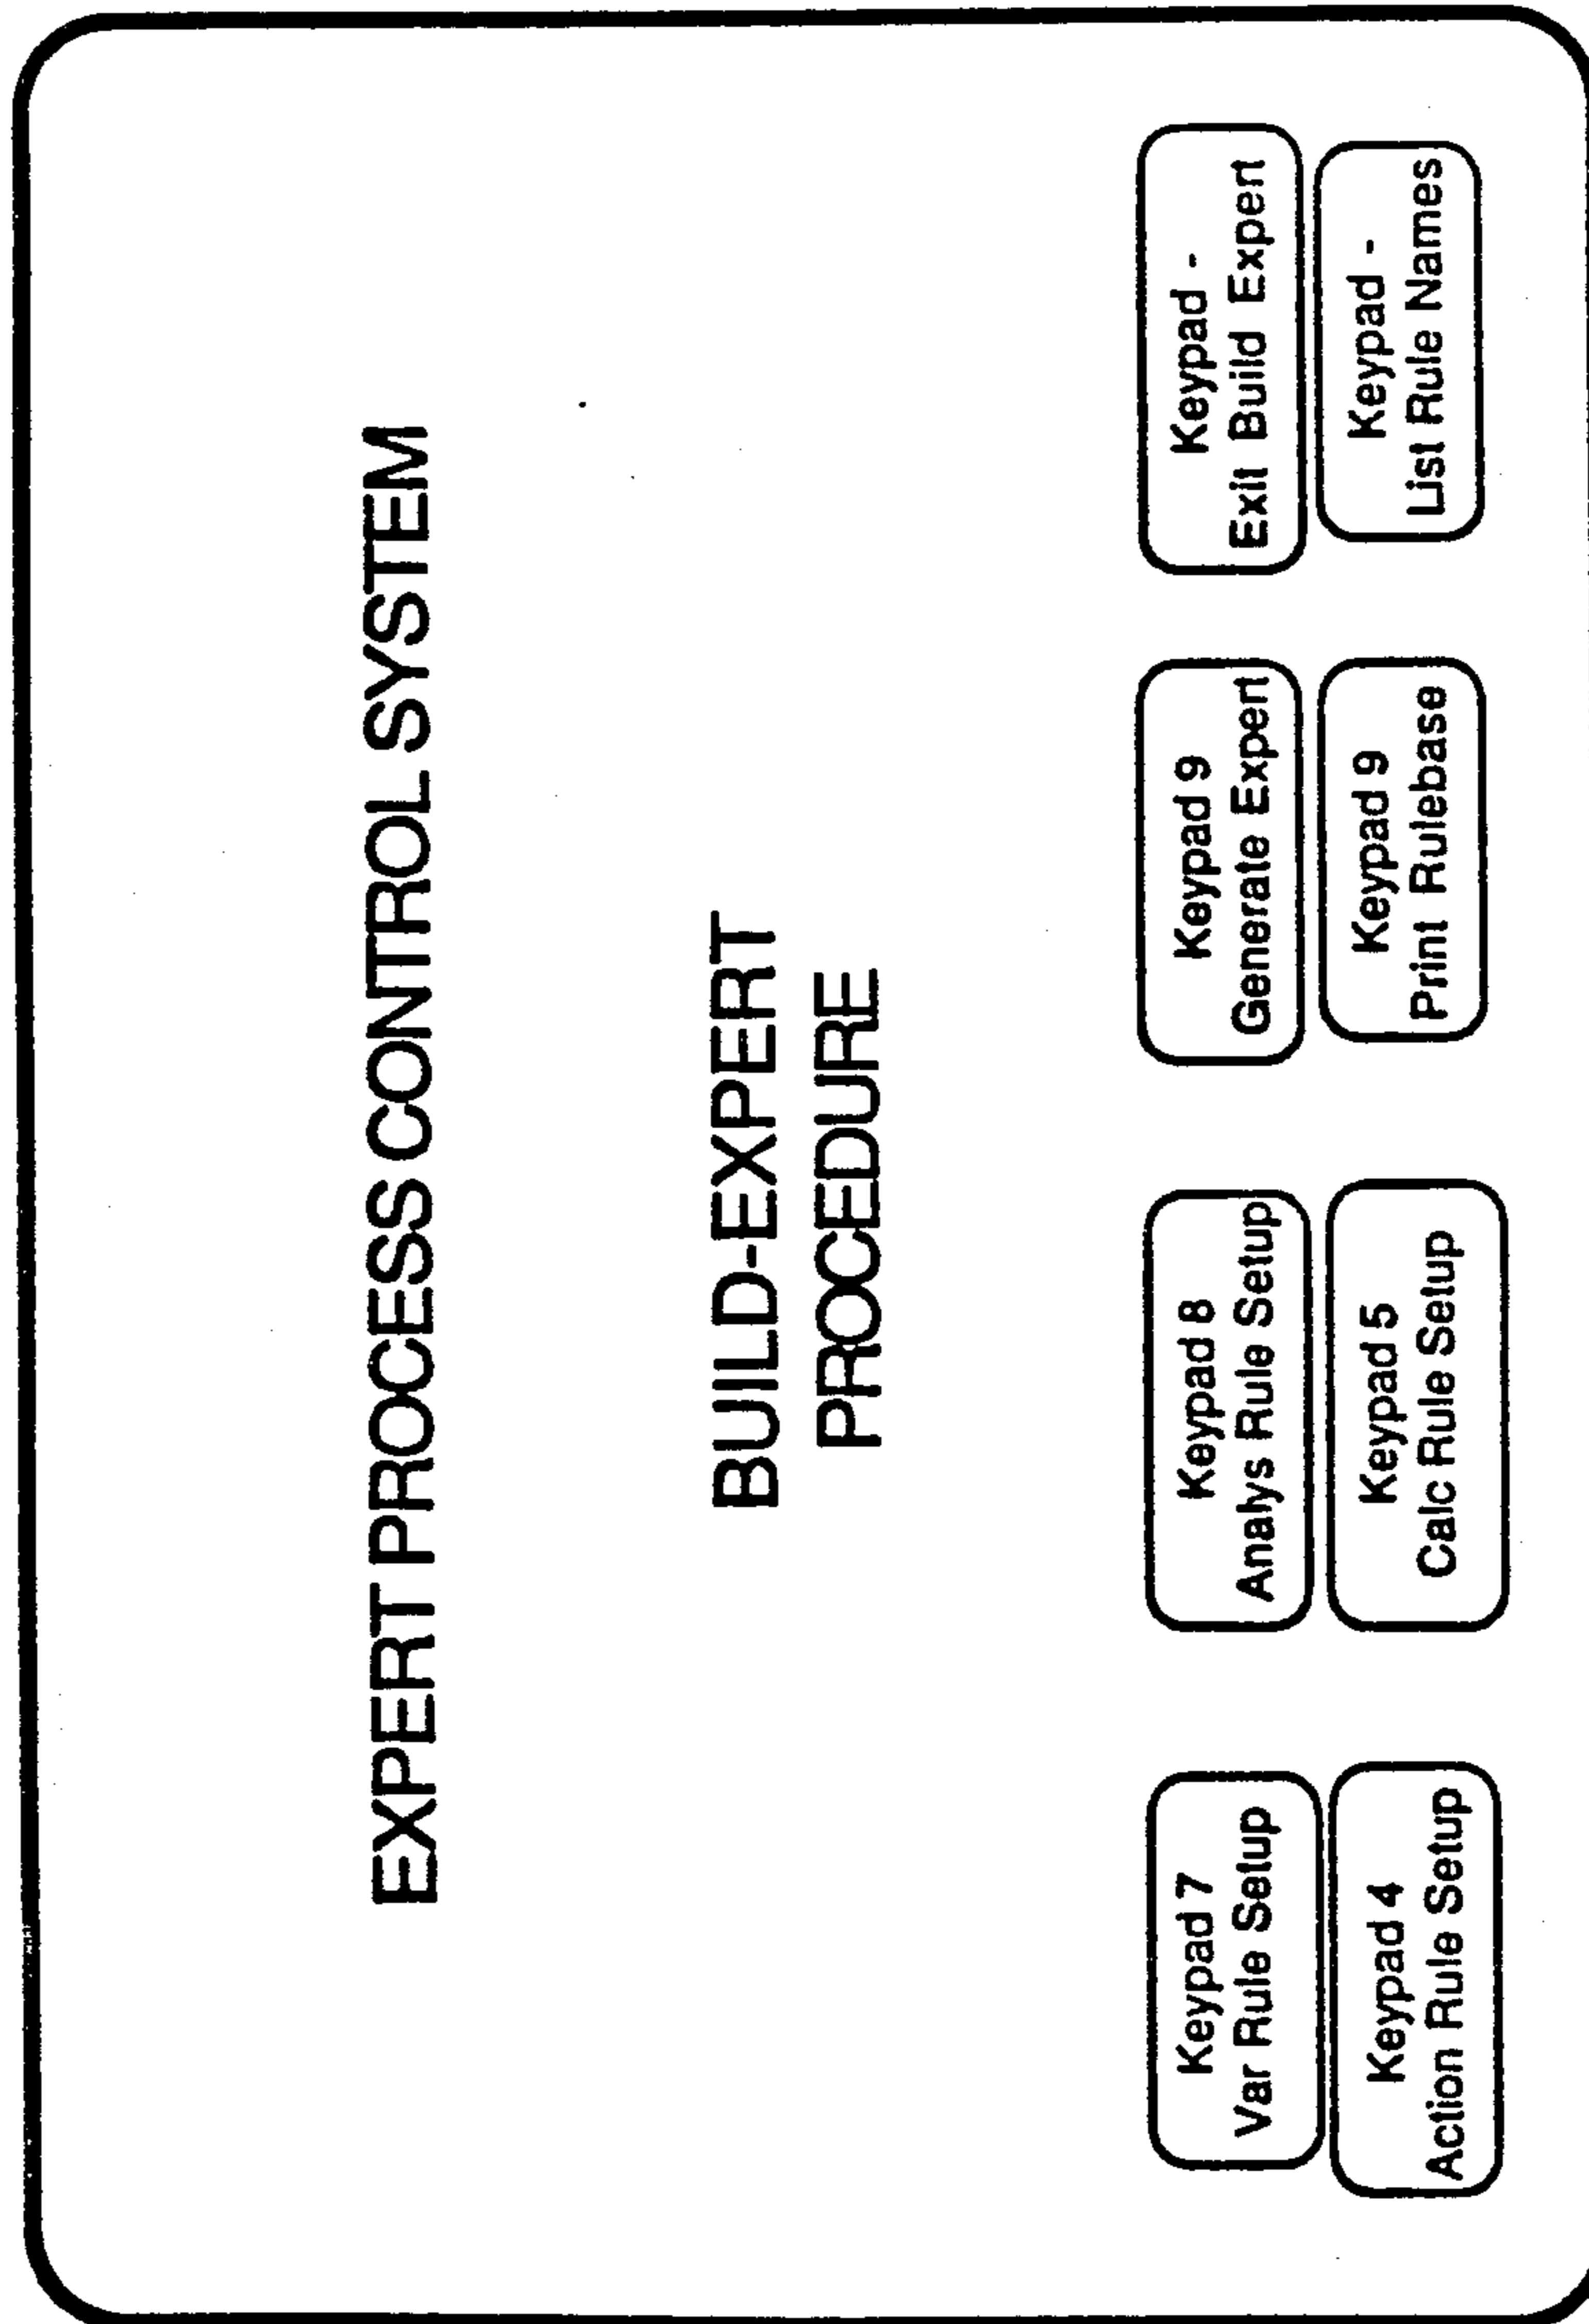 EXPERT PROCESS CONTROL SYSTEM
BUILD-EXPERT
PROCEDURE
Keypad 7
Var Rule Setup
Keypad 8
Analys Rule Setup
Keypad 9
Generate Expert
Keypad -
Exit Build Expert
Keypad 4
Action Rule Setup
Keypad 5
Calc Rule Setup
Keypad 9
Print Rulebase
Keypad -
List Rule Names